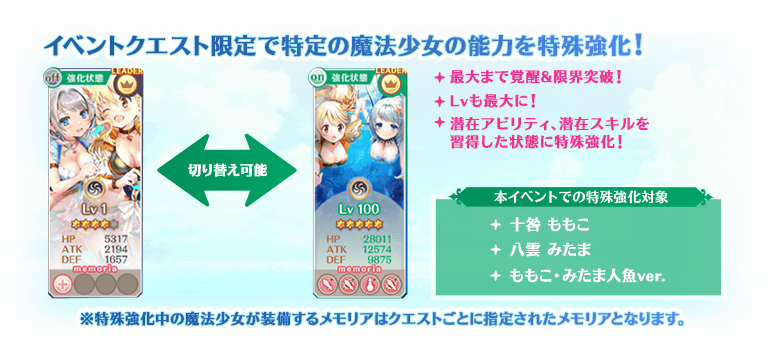 イベントクエスト限定で特定の魔法少女の能力を特殊強化!
off 強化状態 LEADER
Lv 1
HP 5317
ATK 2194
DEF 1657
memoria
切り替え可能
on 強化状態 LEADER
Lv 100
HP 28011
ATK 12574
DEF 9875
memoria
最大まで覚醒&限界突破!
Lvも最大に!
潜在アビリティ、潜在スキルを
習得した状態に特殊強化!
本イベントでの特殊強化対象
十咎 ももこ
八雲 みたま
ももこ・みたま人魚ver.
※特殊強化中の魔法少女が装備するメモリアはクエストごとに指定されたメモリアとなります。